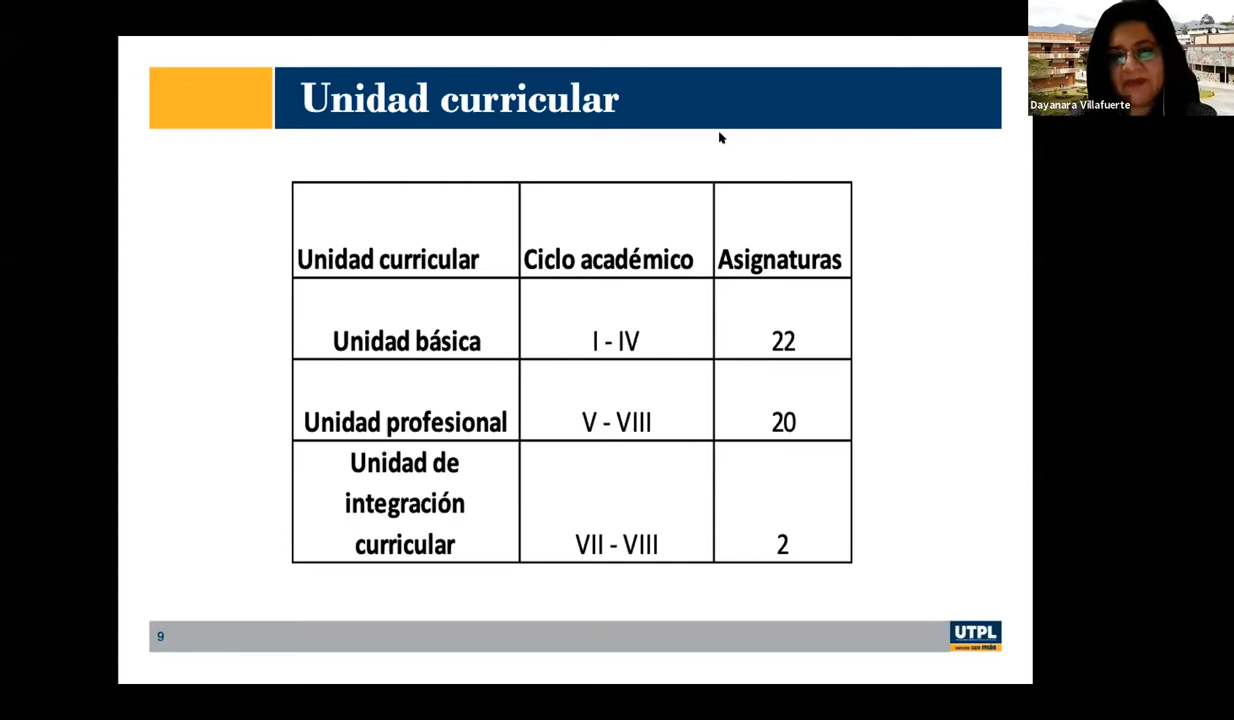 Unidad curricular
Dayanara Villafuerte
Unidad curricular Ciclo académico Asignaturas
Unidad básica I - IV 22
Unidad profesional V - VIII 20
Unidad de
integración
curricular VII - VIII 2
9
UTPL